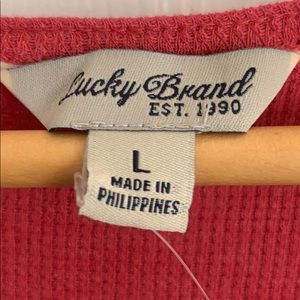 Lucky Brand
EST. 1990
L
MADE IN
PHILIPPINES